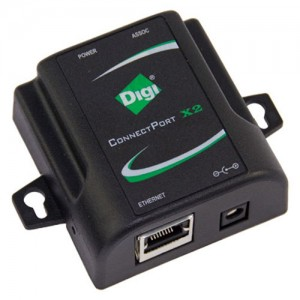 POWER ASSOC
Digi
CONNECTPORT X2
ETHERNET